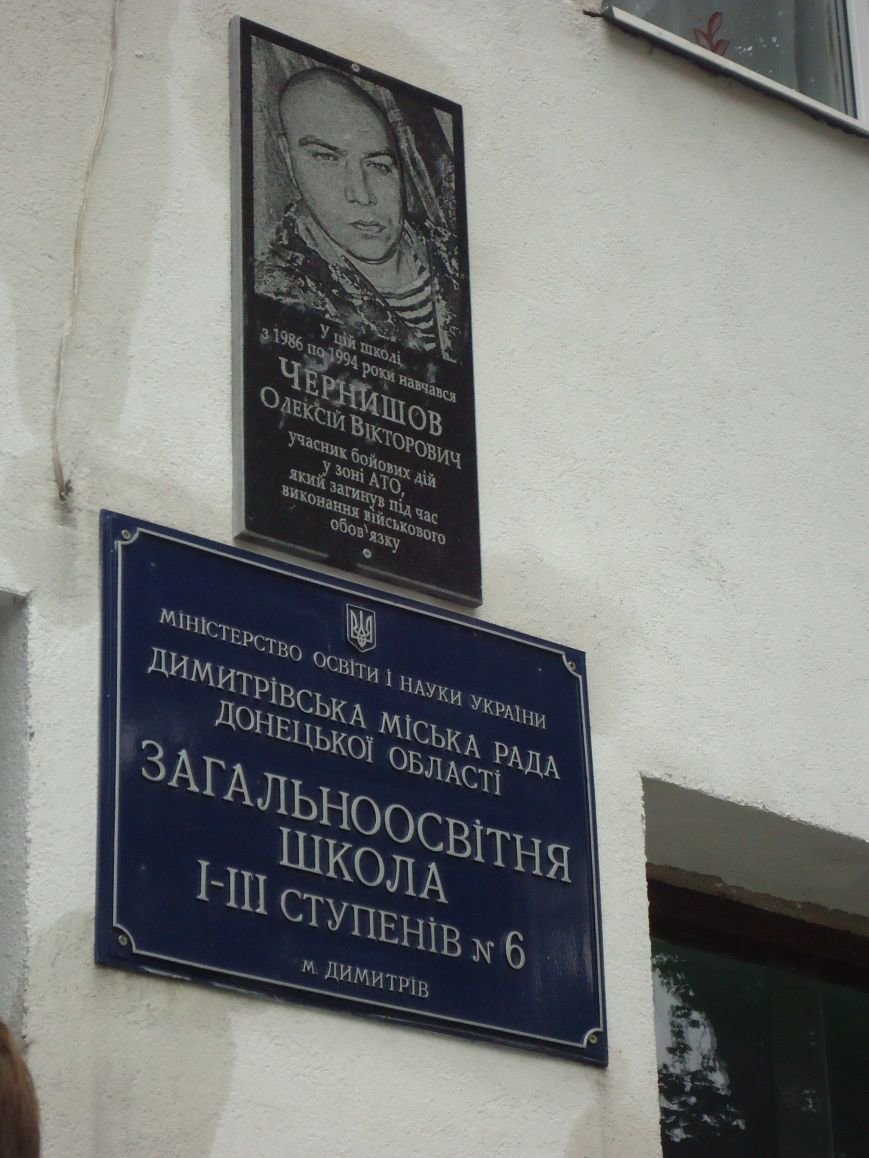 У цій школі
з 1986 по 1994 роки навчався
ЧЕРНИШОВ
ОЛЕКСІЙ ВІКТОРОВИЧ
учасник бойових дій
у зоні АТО,
який загинув під час
виконання військового
обов'язку
МІНІСТЕРСТВО ОСВІТИ І НАУКИ УКРАЇНИ
ДИМИТРІВСЬКА МІСЬКА РАДА
ДОНЕЦЬКОЇ ОБЛАСТІ
ЗАГАЛЬНООСВІТНЯ
ШКОЛА
І-ІІІ СТУПЕНІВ N 6
м. ДИМИТРІВ